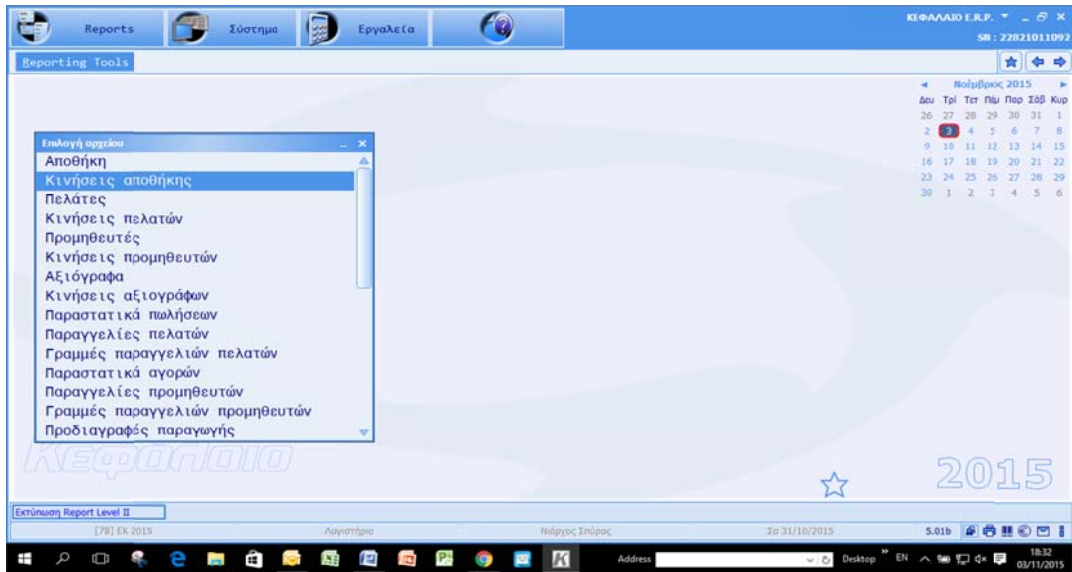 Reports Σύστημα Εργαλεία
ΚΕΦΑΛΑΙΟ E.R.P.
SN : 22821011092
Reporting Tools
Νοέμβριος 2015
Δευ Τρί Τετ Πέμ Παρ Σάβ Κυρ
26 27 28 29 30 31 1
2 3 4 5 6 7 8
9 10 11 12 13 14 15
16 17 18 19 20 21 22
23 24 25 26 27 28 29
30 1 2 3 4 5 6
Επιλογή αρχείου
Αποθήκη
Κινήσεις αποθήκης
Πελάτες
Κινήσεις πελατών
Προμηθευτές
Κινήσεις προμηθευτών
Αξιόγραφα
Κινήσεις αξιογράφων
Παραστατικά πωλήσεων
Παραγγελίες πελατών
Γραμμές παραγγελιών πελατών
Παραστατικά αγορών
Παραγγελίες προμηθευτών
Γραμμές παραγγελιών προμηθευτών
Προδιαγραφές παραγωγής
Κεφάλαιο
2015
Εκτύπωση Report Level II
[78] ΕΚ 2015 Λογιστήριο Νιάρχος Σπύρος Σα 31/10/2015 5.01b
Address Desktop EN 18:32
03/11/2015